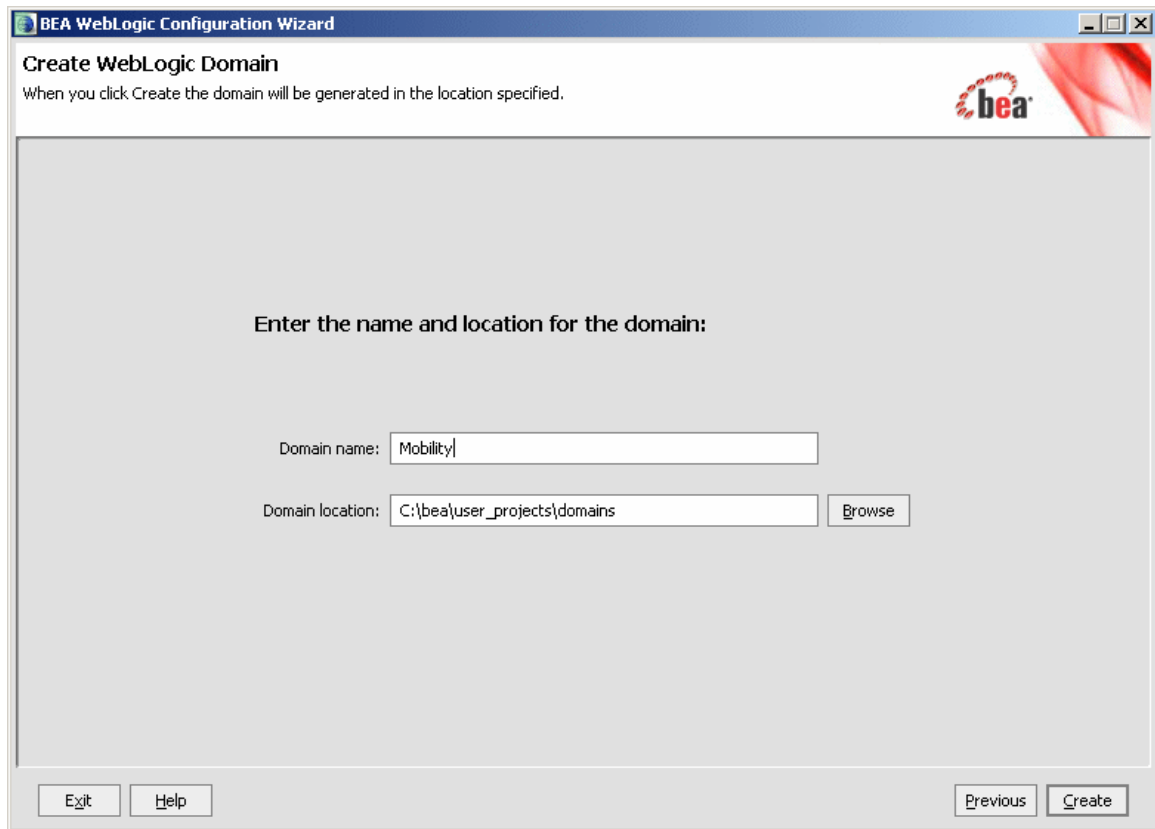 BEA WebLogic Configuration Wizard
Create WebLogic Domain
When you click Create the domain will be generated in the location specified.
bea
Enter the name and location for the domain:
Domain name: Mobility
Domain location: C:\bea\user_projects\domains Browse
Exit Help Previous Create